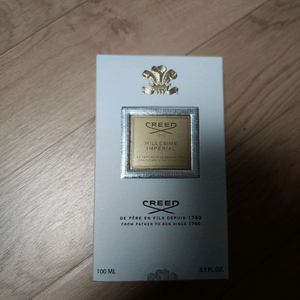 CREED
MILLESIME
IMPERIAL
CREED
DE PÈRE EN FILS DEPUIS 1760
FROM FATHER TO SON SINCE 1760
100 ML
3.3 FL.OZ.